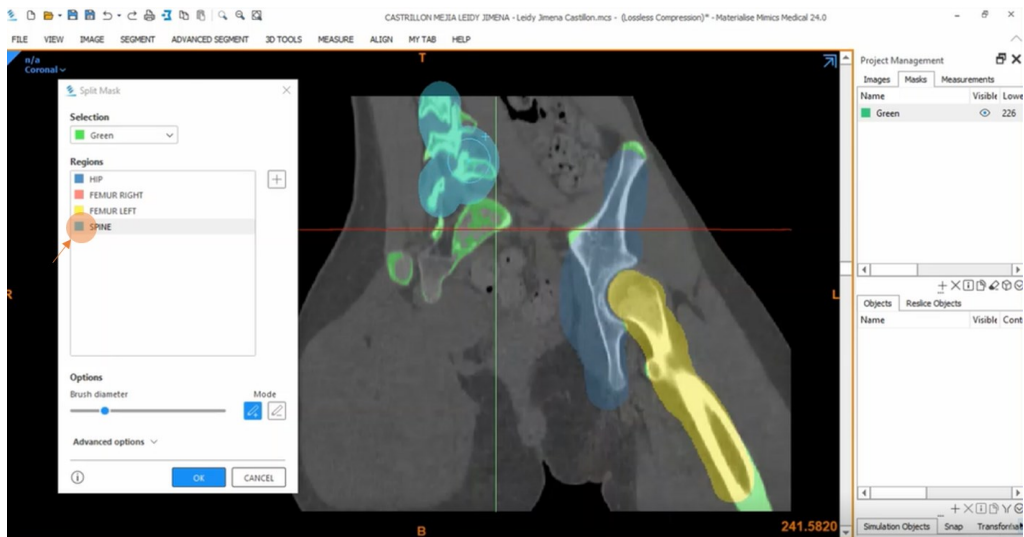 CASTRILLON MEJIA LEIDY JIMENA - Leidy Jimena Castillon.mcs - (Lossless Compression)* - Materialise Mimics Medical 24.0
FILE VIEW IMAGE SEGMENT ADVANCED SEGMENT 3D TOOLS MEASURE ALIGN MY TAB HELP
n/a
Coronal
T
Split Mask
Selection
Green
Regions
HIP
FEMUR RIGHT
FEMUR LEFT
SPINE
Options
Brush diameter Mode
Advanced options
OK CANCEL
R
L
B
241.5820
Project Management
Images Masks Measurements
Name Visible Lowe
Green 226
Objects Reslice Objects
Name Visible Cont
Simulation Objects Snap